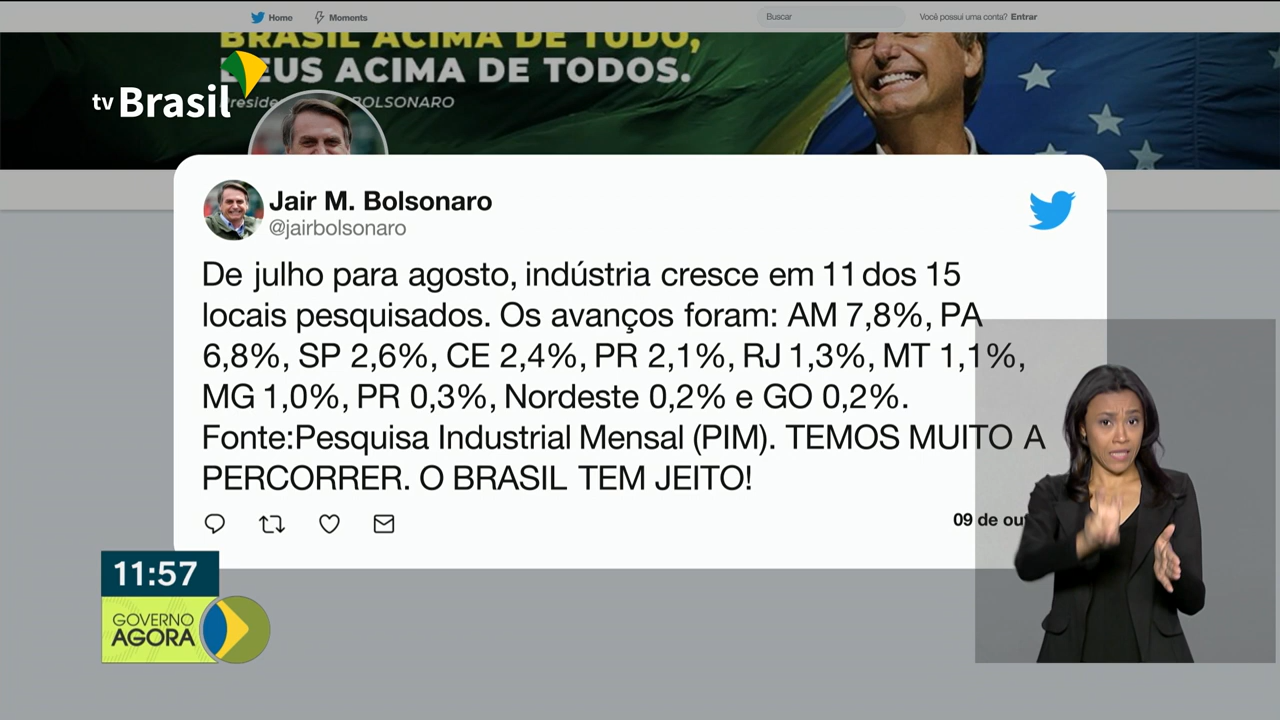 Home
Moments
Buscar
Você possui uma conta? Entrar
BRASIL ACIMA DE TUDO,
DEUS ACIMA DE TODOS.
BOLSONARO
tv Brasil
Jair M. Bolsonaro
@jairbolsonaro
De julho para agosto, indústria cresce em 11 dos 15
locais pesquisados. Os avanços foram: AM 7,8%, PA
6,8%, SP 2,6%, CE 2,4%, PR 2,1%, RJ 1,3%, MT 1,1%,
MG 1,0%, PR 0,3%, Nordeste 0,2% e GO 0,2%.
Fonte:Pesquisa Industrial Mensal (PIM). TEMOS MUITO A
PERCORRER. O BRASIL TEM JEITO!
09 de ou
11:57
GOVERNO
AGORA